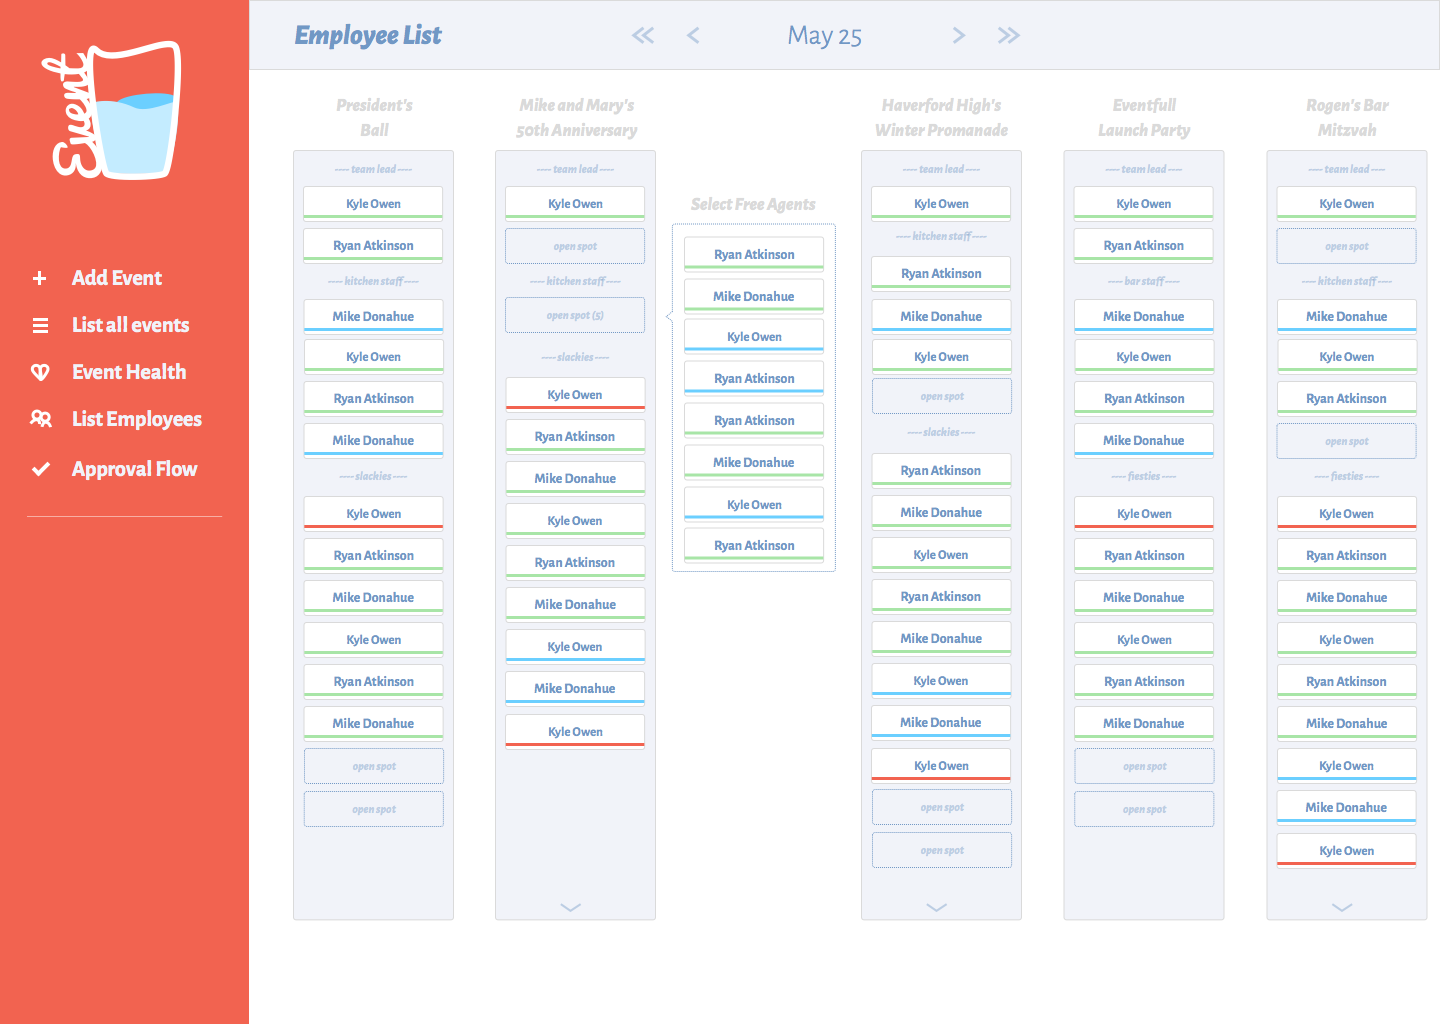 Event
Add Event
List all events
Event Health
List Employees
Approval Flow
Employee List
May 25
President's
Ball
---- team lead ----
Kyle Owen
Ryan Atkinson
---- kitchen staff ----
Mike Donahue
Kyle Owen
Ryan Atkinson
Mike Donahue
---- slackies ----
Kyle Owen
Ryan Atkinson
Mike Donahue
Kyle Owen
Ryan Atkinson
Mike Donahue
open spot
open spot
Mike and Mary's
50th Anniversary
---- team lead ----
Kyle Owen
open spot
---- kitchen staff ----
open spot (5)
---- slackies ----
Kyle Owen
Ryan Atkinson
Mike Donahue
Kyle Owen
Ryan Atkinson
Mike Donahue
Kyle Owen
Mike Donahue
Kyle Owen
Select Free Agents
Ryan Atkinson
Mike Donahue
Kyle Owen
Ryan Atkinson
Ryan Atkinson
Mike Donahue
Kyle Owen
Ryan Atkinson
Haverford High's
Winter Promanade
---- team lead ----
Kyle Owen
---- kitchen staff ----
Ryan Atkinson
Mike Donahue
Kyle Owen
open spot
---- slackies ----
Ryan Atkinson
Mike Donahue
Kyle Owen
Ryan Atkinson
Mike Donahue
Kyle Owen
Mike Donahue
Kyle Owen
open spot
open spot
Eventfull
Launch Party
---- team lead ----
Kyle Owen
Ryan Atkinson
---- bar staff ----
Mike Donahue
Kyle Owen
Ryan Atkinson
Mike Donahue
---- fiesties ----
Kyle Owen
Ryan Atkinson
Mike Donahue
Kyle Owen
Ryan Atkinson
Mike Donahue
open spot
open spot
Rogen's Bar
Mitzvah
---- team lead ----
Kyle Owen
open spot
---- kitchen staff ----
Mike Donahue
Kyle Owen
Ryan Atkinson
open spot
---- fiesties ----
Kyle Owen
Ryan Atkinson
Mike Donahue
Kyle Owen
Ryan Atkinson
Mike Donahue
Kyle Owen
Mike Donahue
Kyle Owen